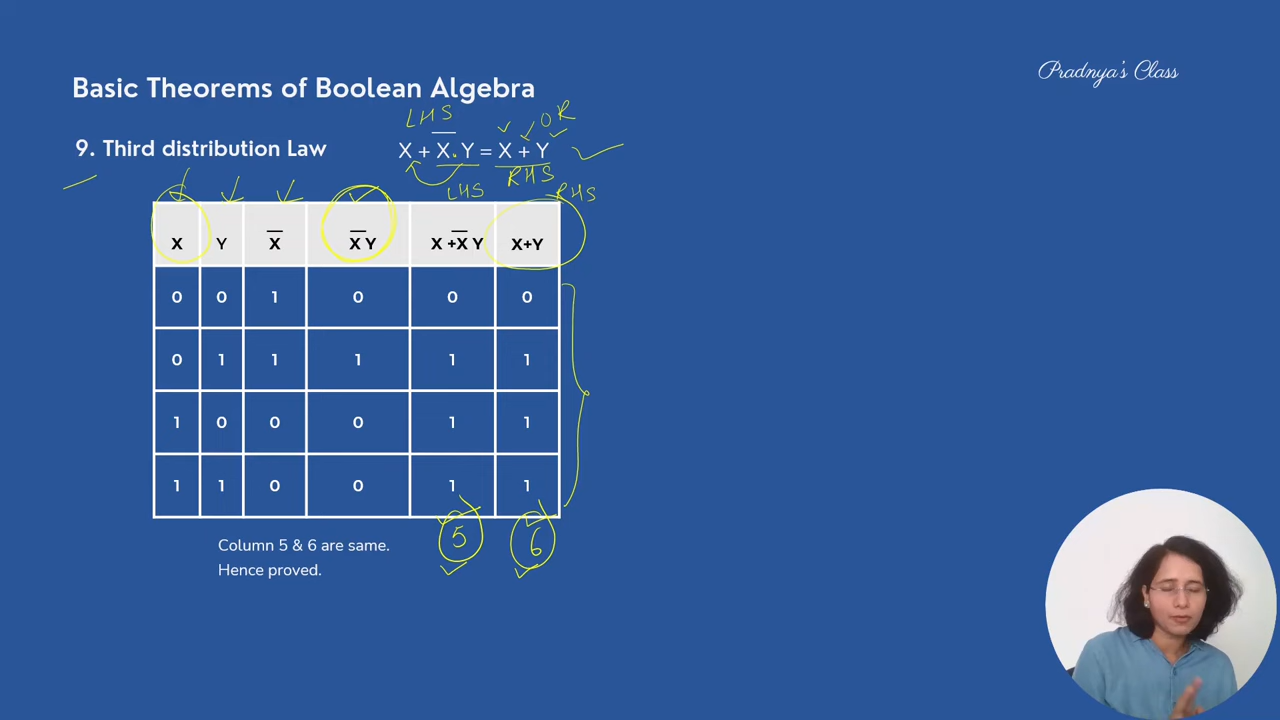 Pradnya's Class
Basic Theorems of Boolean Algebra
LHS
OR
9. Third distribution Law X + X̅.Y = X + Y
RHS
LHS RHS
X Y X̅ X̅ Y X +X̅ Y X+Y
0 0 1 0 0 0
0 1 1 1 1 1
1 0 0 0 1 1
1 1 0 0 1 1
5 6
Column 5 & 6 are same.
Hence proved.